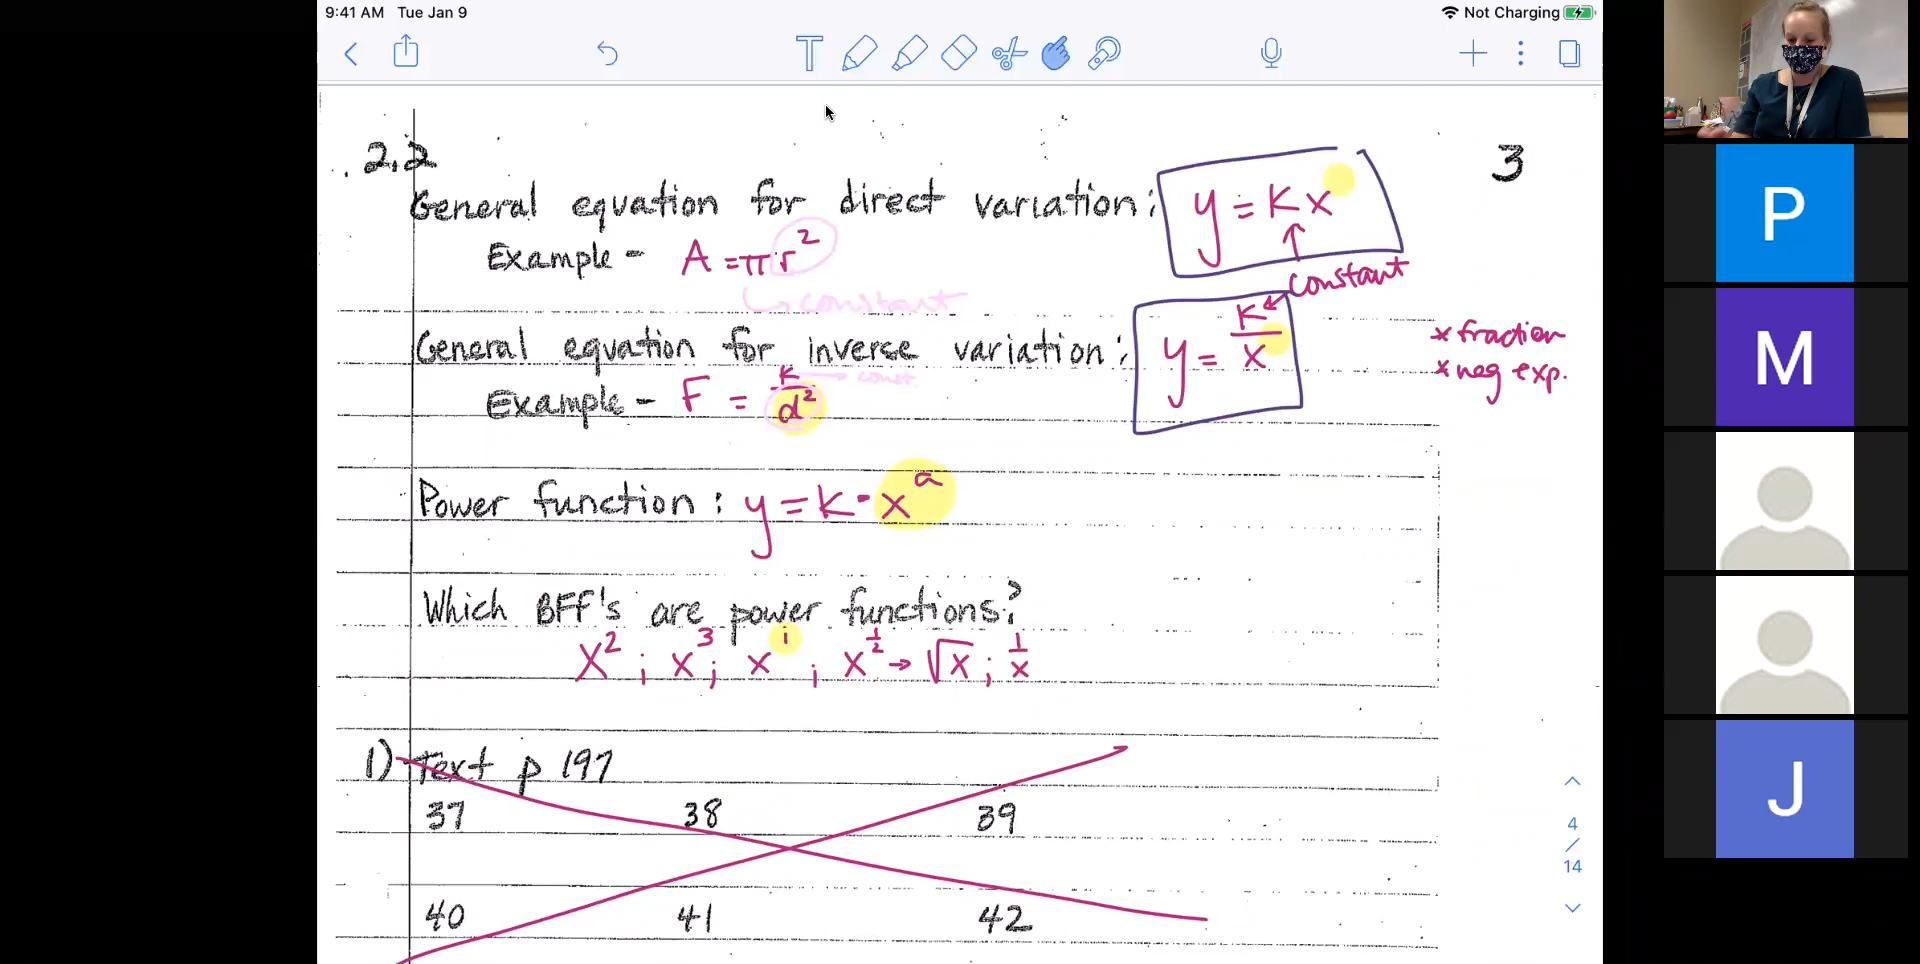 9:41 AM Tue Jan 9
Not Charging
T
2.2
3
General equation for direct variation: y = Kx
Example - A = πr²
constant
↳ constant
General equation for inverse variation: y = K/x
x fraction
x neg exp.
const.
Example - F = K/d²
Power function: y = K · x^a
Which BFF's are power functions?
x² ; x³ ; x¹ ; x^½ → √x ; 1/x
1) Text p 197
37 38 39
40 41 42
4
/
14
P
M
J